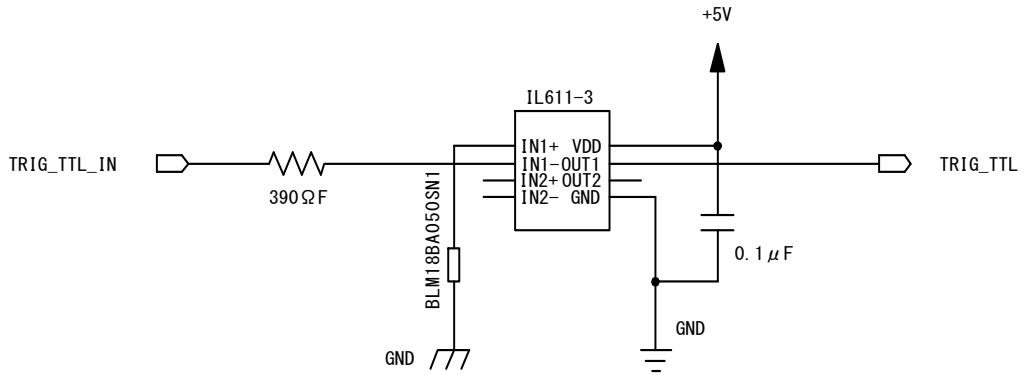 +5V
IL611-3
IN1+ VDD
TRIG_TTL_IN
IN1- OUT1
TRIG_TTL
IN2+ OUT2
IN2- GND
390ΩF
BLM18BA050SN1
0.1μF
GND
GND